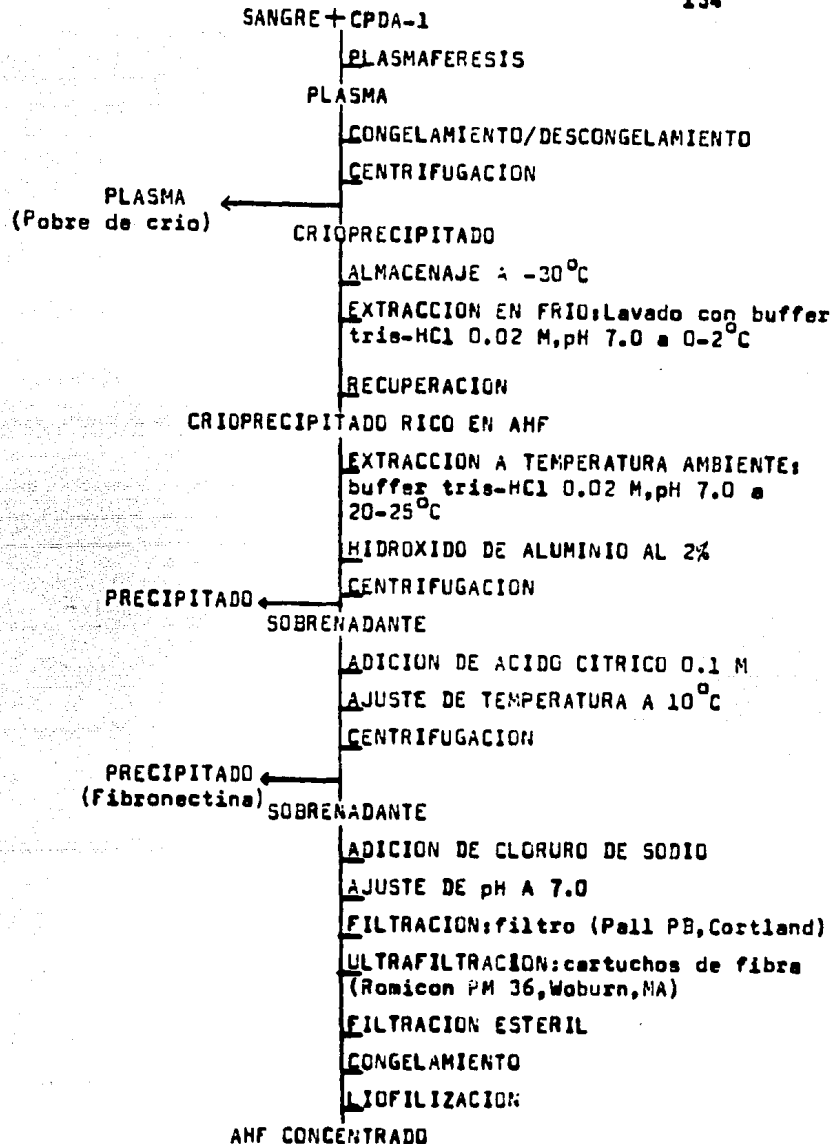 134
SANGRE + CPDA-1
PLASMAFERESIS
PLASMA
CONGELAMIENTO/DESCONGELAMIENTO
CENTRIFUGACION
PLASMA
(Pobre de crio)
CRIOPRECIPITADO
ALMACENAJE A -30°C
EXTRACCION EN FRIO:Lavado con buffer
tris-HCl 0.02 M,pH 7.0 a 0-2°C
RECUPERACION
CRIOPRECIPITADO RICO EN AHF
EXTRACCION A TEMPERATURA AMBIENTE:
buffer tris-HCl 0.02 M,pH 7.0 a
20-25°C
HIDROXIDO DE ALUMINIO AL 2%
CENTRIFUGACION
PRECIPITADO
SOBRENADANTE
ADICION DE ACIDO CITRICO 0.1 M
AJUSTE DE TEMPERATURA A 10°C
CENTRIFUGACION
PRECIPITADO
(Fibronectina)
SOBRENADANTE
ADICION DE CLORURO DE SODIO
AJUSTE DE pH A 7.0
FILTRACION:filtro (Pall PB,Cortland)
ULTRAFILTRACION:cartuchos de fibra
(Romicon PM 36,Woburn,MA)
FILTRACION ESTERIL
CONGELAMIENTO
LIOFILIZACION
AHF CONCENTRADO